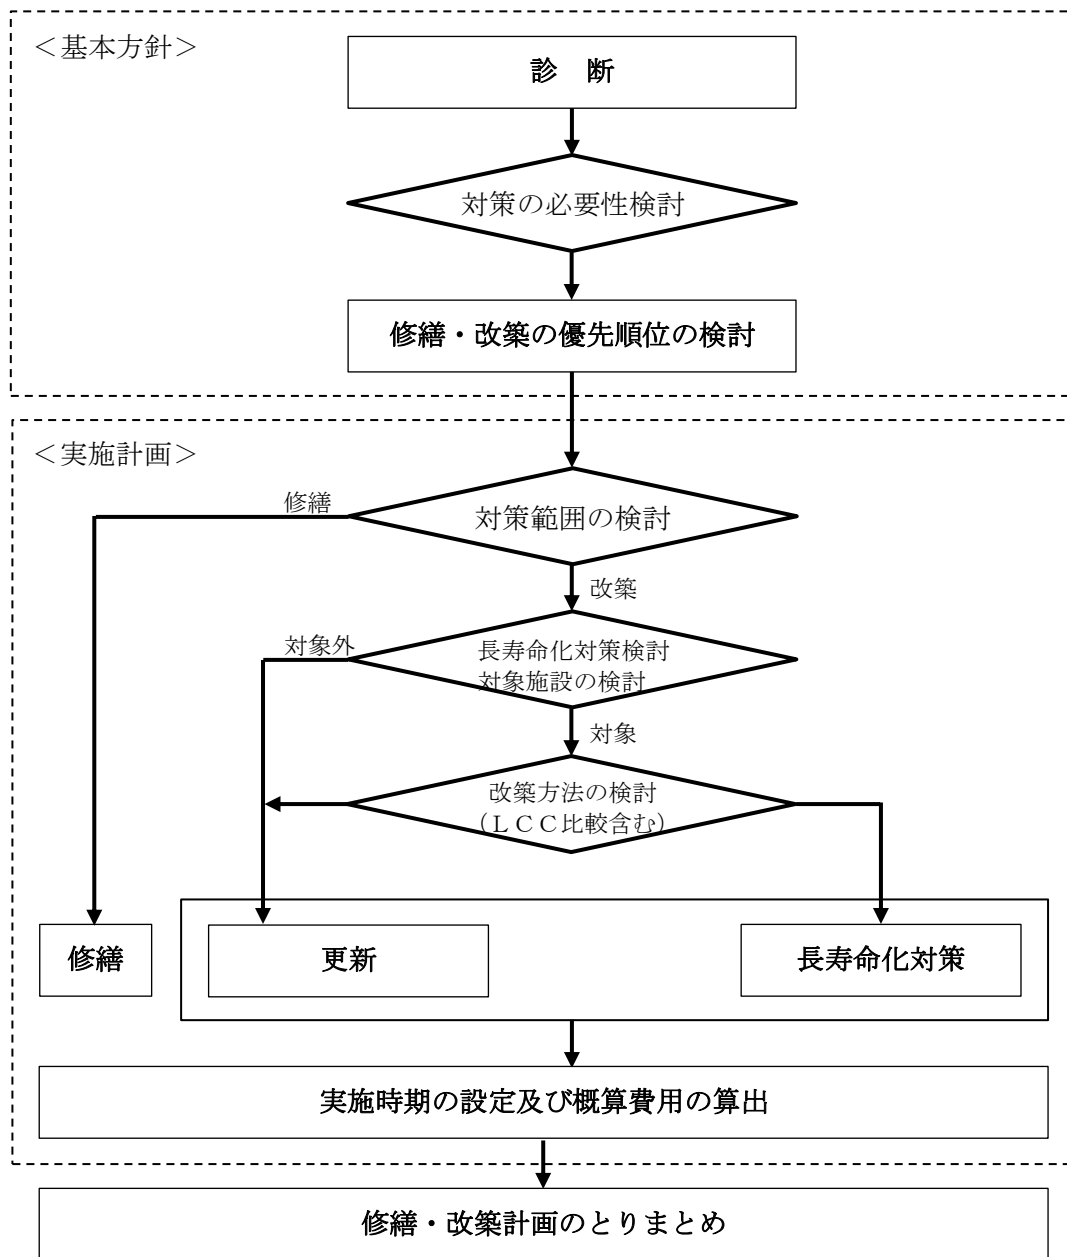 ＜基本方針＞
診　断
対策の必要性検討
修繕・改築の優先順位の検討
＜実施計画＞
修繕
対策範囲の検討
改築
対象外
長寿命化対策検討
対象施設の検討
対象
改築方法の検討
（ＬＣＣ比較含む）
修繕
更新
長寿命化対策
実施時期の設定及び概算費用の算出
修繕・改築計画のとりまとめ